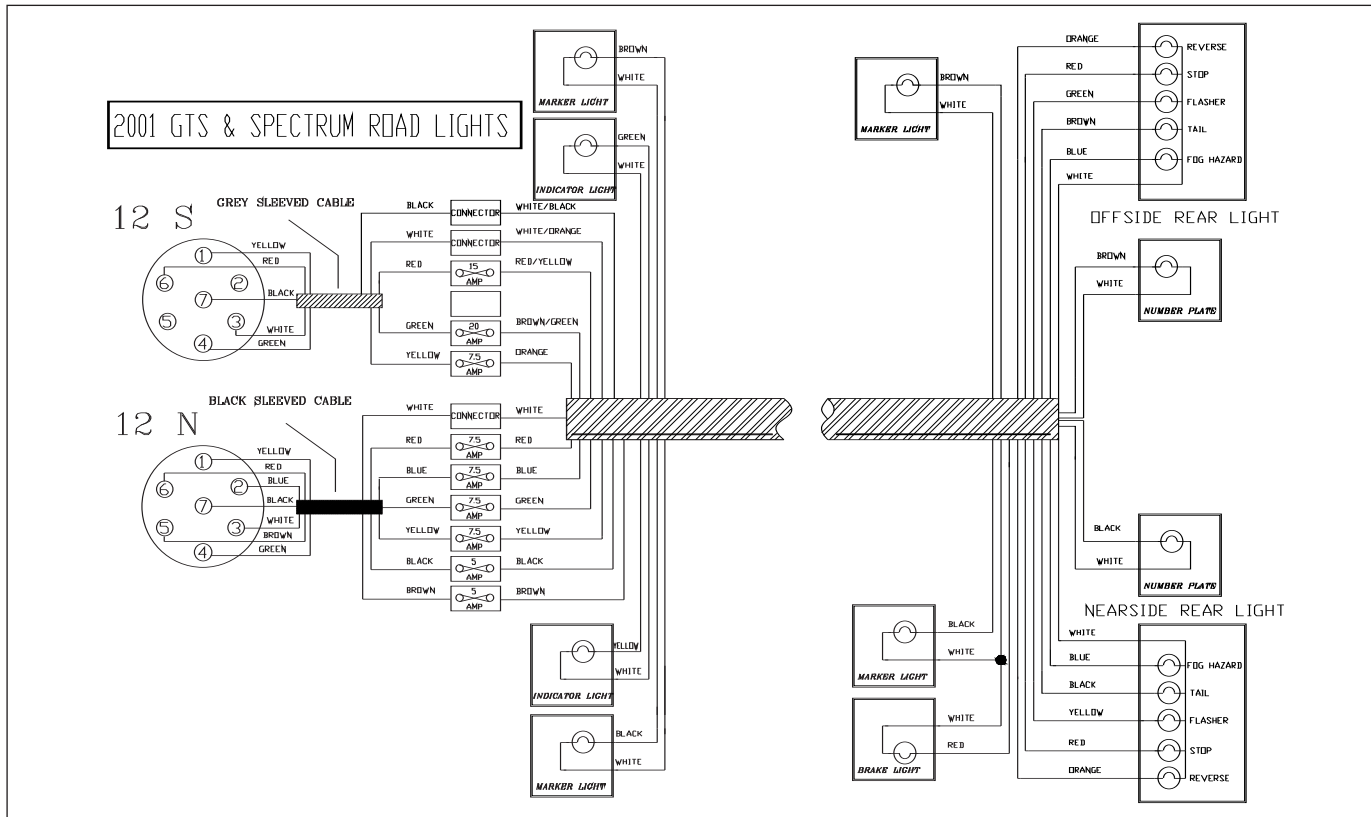 2001 GTS & SPECTRUM ROAD LIGHTS
BROWN
WHITE
MARKER LIGHT
GREEN
WHITE
INDICATOR LIGHT
12 S
GREY SLEEVED CABLE
1
2
3
4
5
6
7
YELLOW
RED
BLACK
WHITE
GREEN
BLACK
CONNECTOR
WHITE/BLACK
WHITE
CONNECTOR
WHITE/ORANGE
RED
15
AMP
RED/YELLOW
GREEN
20
AMP
BROWN/GREEN
YELLOW
7.5
AMP
ORANGE
12 N
BLACK SLEEVED CABLE
1
2
3
4
5
6
7
YELLOW
RED
BLUE
BLACK
WHITE
BROWN
GREEN
WHITE
CONNECTOR
WHITE
RED
7.5
AMP
RED
BLUE
7.5
AMP
BLUE
GREEN
7.5
AMP
GREEN
YELLOW
7.5
AMP
YELLOW
BLACK
5
AMP
BLACK
BROWN
5
AMP
BROWN
YELLOW
WHITE
INDICATOR LIGHT
BLACK
WHITE
MARKER LIGHT
BROWN
WHITE
MARKER LIGHT
ORANGE
REVERSE
RED
STOP
GREEN
FLASHER
BROWN
TAIL
BLUE
FOG HAZARD
WHITE
OFFSIDE REAR LIGHT
BROWN
WHITE
NUMBER PLATE
BLACK
WHITE
NUMBER PLATE
NEARSIDE REAR LIGHT
BLACK
WHITE
MARKER LIGHT
WHITE
RED
BRAKE LIGHT
WHITE
BLUE
FOG HAZARD
BLACK
TAIL
YELLOW
FLASHER
RED
STOP
ORANGE
REVERSE